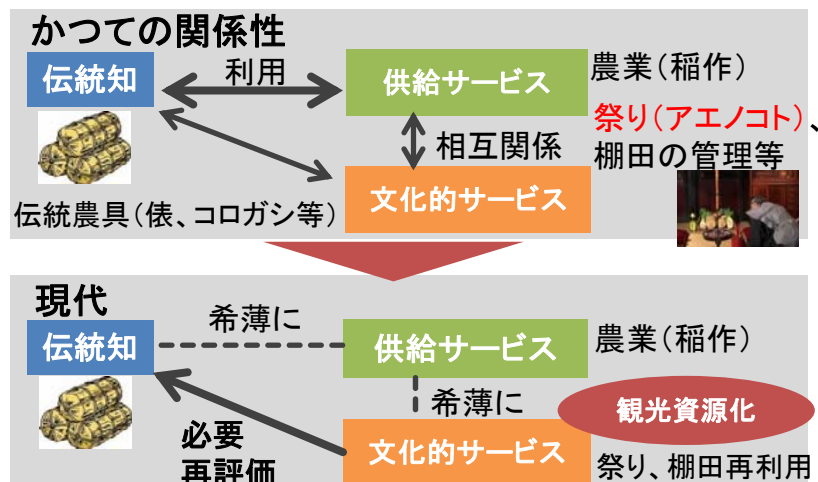 かつての関係性
伝統知
利用
供給サービス
農業（稲作）
祭り（アエノコト）、
棚田の管理等
相互関係
文化的サービス
伝統農具（俵、コロガシ等）
現代
伝統知
希薄に
供給サービス
農業（稲作）
希薄に
観光資源化
必要
再評価
文化的サービス
祭り、棚田再利用